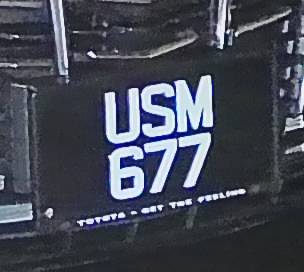 USM
677
TOYOTA - GET THE FEELING